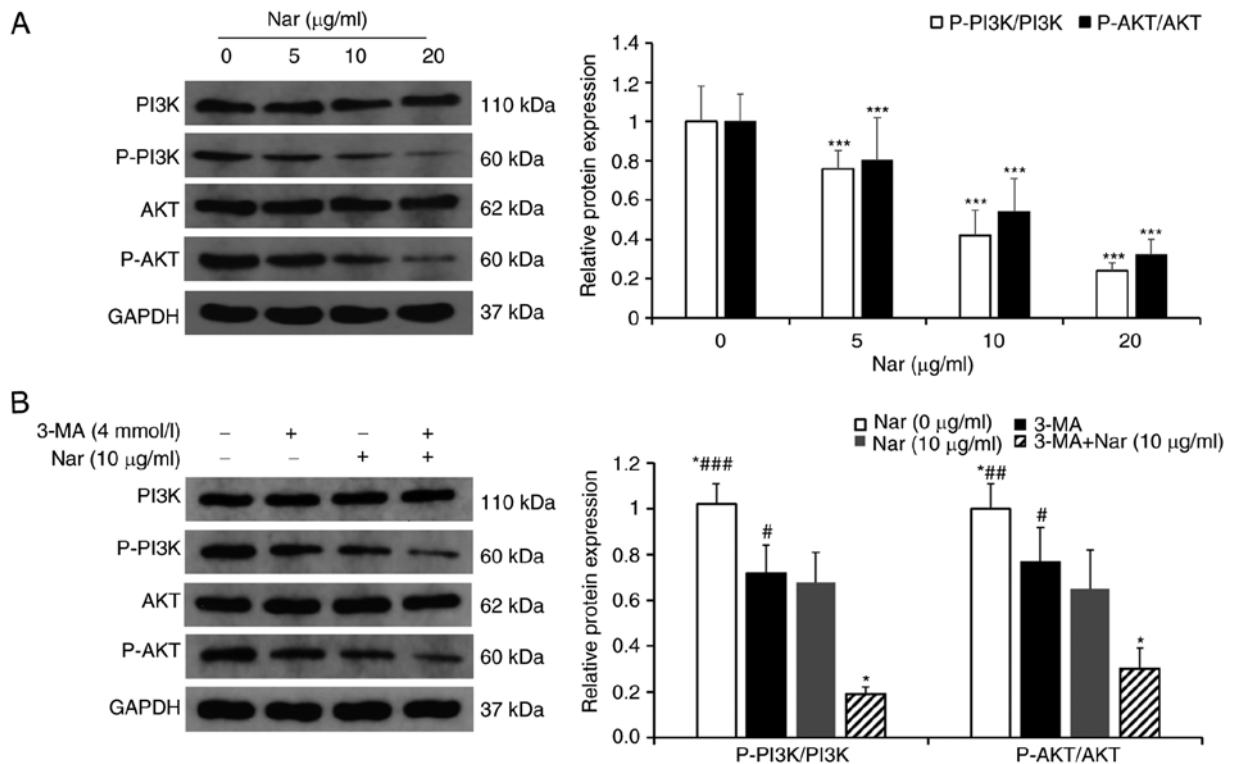 A
Nar (μg/ml)
0 5 10 20
PI3K 110 kDa
P-PI3K 60 kDa
AKT 62 kDa
P-AKT 60 kDa
GAPDH 37 kDa
P-PI3K/PI3K P-AKT/AKT
Relative protein expression
1.4
1.2
1
0.8
0.6
0.4
0.2
0
*** ***
*** ***
*** ***
0 5 10 20
Nar (μg/ml)
B
3-MA (4 mmol/l) – + – +
Nar (10 μg/ml) – – + +
PI3K 110 kDa
P-PI3K 60 kDa
AKT 62 kDa
P-AKT 60 kDa
GAPDH 37 kDa
Nar (0 μg/ml) 3-MA
Nar (10 μg/ml) 3-MA+Nar (10 μg/ml)
Relative protein expression
1.2
1
0.8
0.6
0.4
0.2
0.0
*### # *
*## # *
P-PI3K/PI3K P-AKT/AKT